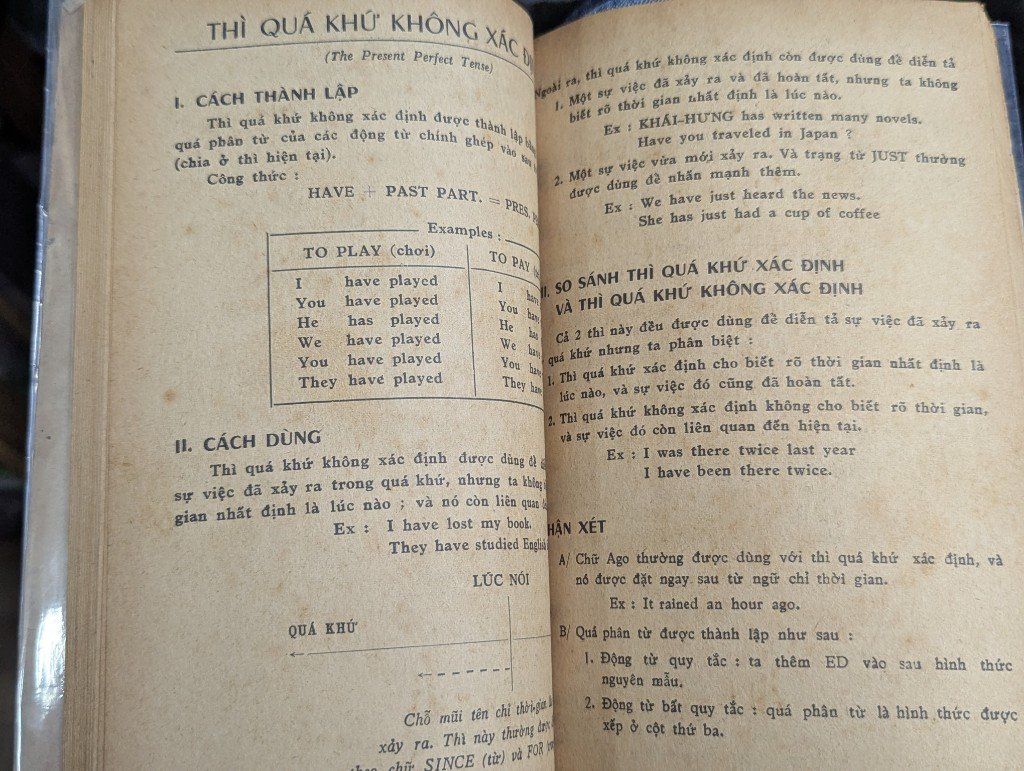 THÌ QUÁ KHỨ KHÔNG XÁC
(The Present Perfect Tense)
I. CÁCH THÀNH LẬP
Thì quá khứ không xác định được thành lập
quá phân từ của các động từ chính ghép vào sau
(chia ở thì hiện tại).
Công thức :
HAVE + PAST PART. = PRES.
Examples :
TO PLAY (chơi)
I have played
You have played
He has played
We have played
You have played
They have played
TO PAY
I have
You have
He
We have
You have
They have
II. CÁCH DÙNG
Thì quá khứ không xác định được dùng để
sự việc đã xảy ra trong quá khứ, nhưng ta không
gian nhất định là lúc nào ; và nó còn liên quan
Ex : I have lost my book.
They have studied English
LÚC NÓI
QUÁ KHỨ
Chỗ mũi tên chỉ thời-gian
xảy ra. Thì này thường được
theo chữ SINCE (từ) và FOR
Ngoài ra, thì quá khứ không xác định còn được dùng để diễn tả
1. Một sự việc đã xảy ra và đã hoàn tất, nhưng ta không
biết rõ thời gian nhất định là lúc nào.
Ex : KHÁI-HƯNG has written many novels.
Have you traveled in Japan ?
2. Một sự việc vừa mới xảy ra. Và trạng từ JUST thường
được dùng để nhấn mạnh thêm.
Ex : We have just heard the news.
She has just had a cup of coffee
II. SO SÁNH THÌ QUÁ KHỨ XÁC ĐỊNH
VÀ THÌ QUÁ KHỨ KHÔNG XÁC ĐỊNH
Cả 2 thì này đều được dùng để diễn tả sự việc đã xảy ra
quá khứ nhưng ta phân biệt :
1. Thì quá khứ xác định cho biết rõ thời gian nhất định là
lúc nào, và sự việc đó cũng đã hoàn tất.
2. Thì quá khứ không xác định không cho biết rõ thời gian,
và sự việc đó còn liên quan đến hiện tại.
Ex : I was there twice last year
I have been there twice.
HẬN XÉT
A/ Chữ Ago thường được dùng với thì quá khứ xác định, và
nó được đặt ngay sau từ ngữ chỉ thời gian.
Ex : It rained an hour ago.
B/ Quá phân từ được thành lập như sau :
1. Động từ quy tắc : ta thêm ED vào sau hình thức
nguyên mẫu.
2. Động từ bất quy tắc : quá phân từ là hình thức được
xếp ở cột thứ ba.